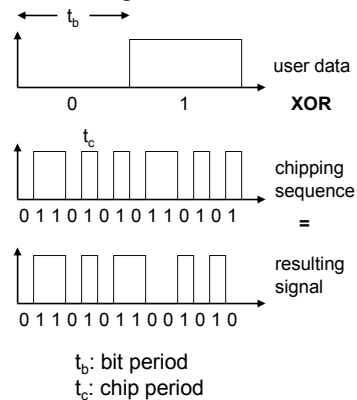 t_b
user data
0 1 XOR
t_c
chipping
sequence
0 1 1 0 1 0 1 0 1 1 0 1 0 1
=
resulting
signal
0 1 1 0 1 0 1 1 0 0 1 0 1 0
t_b: bit period
t_c: chip period